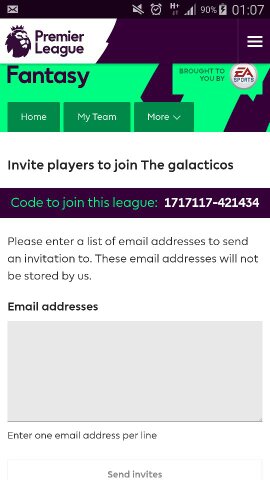 H+ 90% 01:07
Premier
League
Fantasy
BROUGHT TO
YOU BY
EA
SPORTS
Home My Team More
Invite players to join The galacticos
Code to join this league: 1717117-421434
Please enter a list of email addresses to send
an invitation to. These email addresses will not
be stored by us.
Email addresses
Enter one email address per line
Send invites